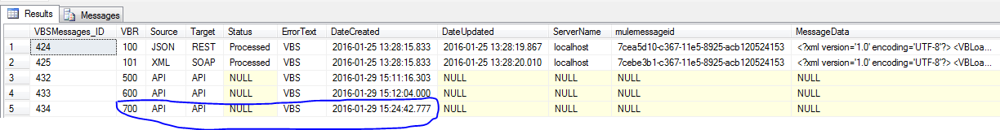 Results Messages
VBSMessages_ID VBR Source Target Status ErrorText DateCreated DateUpdated ServerName mulemessageid MessageData
1 424 100 JSON REST Processed VBS 2016-01-25 13:28:15.833 2016-01-25 13:28:19.867 localhost 7cea5d10-c367-11e5-8925-acb120524153 <?xml version='1.0' encoding='UTF-8'?> <VBLoa...
2 425 101 XML SOAP Processed VBS 2016-01-25 13:28:15.833 2016-01-25 13:28:20.010 localhost 7cebe3b1-c367-11e5-8925-acb120524153 <?xml version='1.0' encoding='UTF-8'?> <VBLoa...
3 432 500 API API NULL VBS 2016-01-29 15:11:16.303 NULL NULL NULL NULL
4 433 600 API API NULL VBS 2016-01-29 15:12:04.000 NULL NULL NULL NULL
5 434 700 API API NULL VBS 2016-01-29 15:24:42.777 NULL NULL NULL NULL